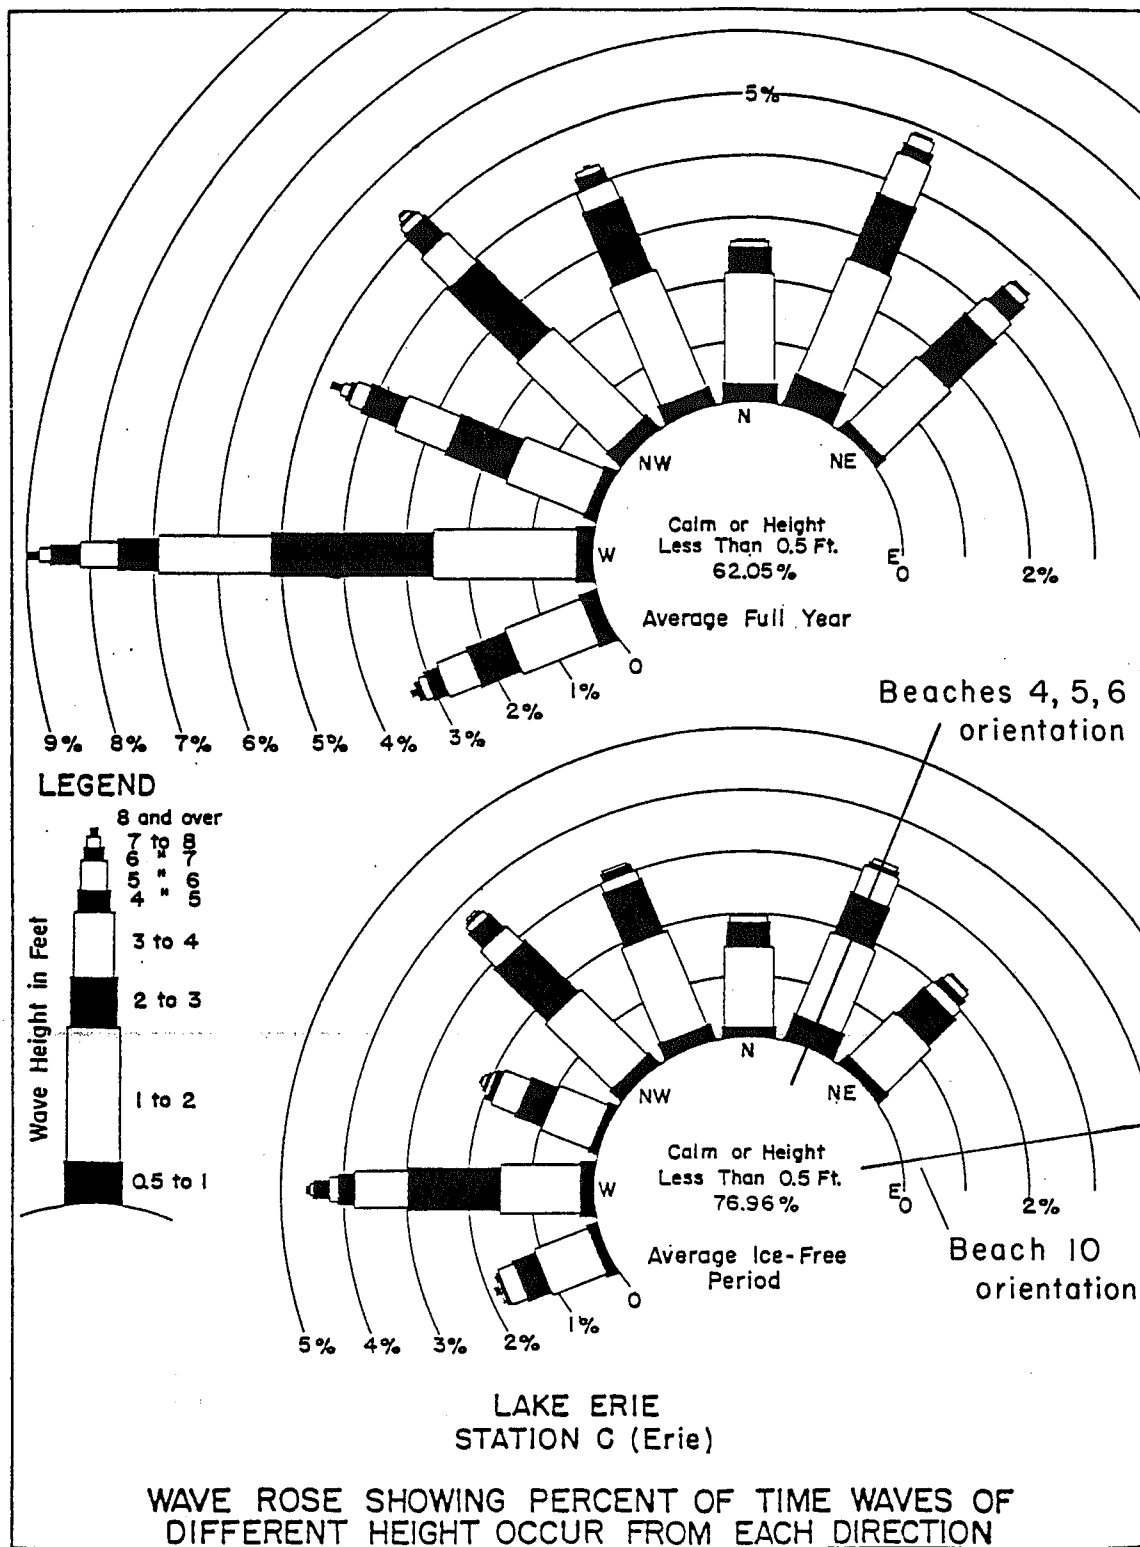 5%
N
NW
NE
W
E
0
2%
Calm or Height
Less Than 0.5 Ft.
62.05%
Average Full Year
0
1%
2%
3%
4%
5%
6%
7%
8%
9%
Beaches 4, 5, 6
orientation
LEGEND
8 and over
7 to 8
6 " 7
5 " 6
4 " 5
3 to 4
2 to 3
1 to 2
0.5 to 1
Wave Height in Feet
N
NW
NE
W
E
0
2%
Calm or Height
Less Than 0.5 Ft.
76.96%
Average Ice-Free
Period
0
1%
2%
3%
4%
5%
Beach 10
orientation
LAKE ERIE
STATION C (Erie)
WAVE ROSE SHOWING PERCENT OF TIME WAVES OF
DIFFERENT HEIGHT OCCUR FROM EACH DIRECTION